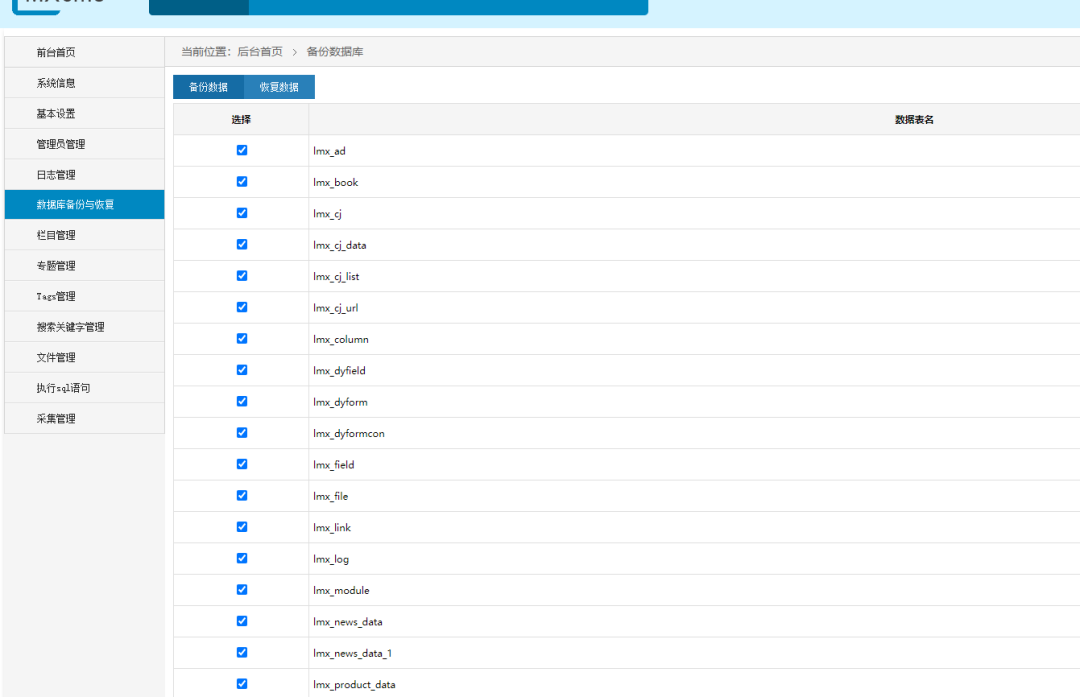 前台首页
系统信息
基本设置
管理员管理
日志管理
数据库备份与恢复
栏目管理
专题管理
Tags管理
搜索关键字管理
文件管理
执行sql语句
采集管理
当前位置: 后台首页 > 备份数据库
备份数据 恢复数据
选择 数据表名
lmx_ad
lmx_book
lmx_cj
lmx_cj_data
lmx_cj_list
lmx_cj_url
lmx_column
lmx_dyfield
lmx_dyform
lmx_dyformcon
lmx_field
lmx_file
lmx_link
lmx_log
lmx_module
lmx_news_data
lmx_news_data_1
lmx_product_data